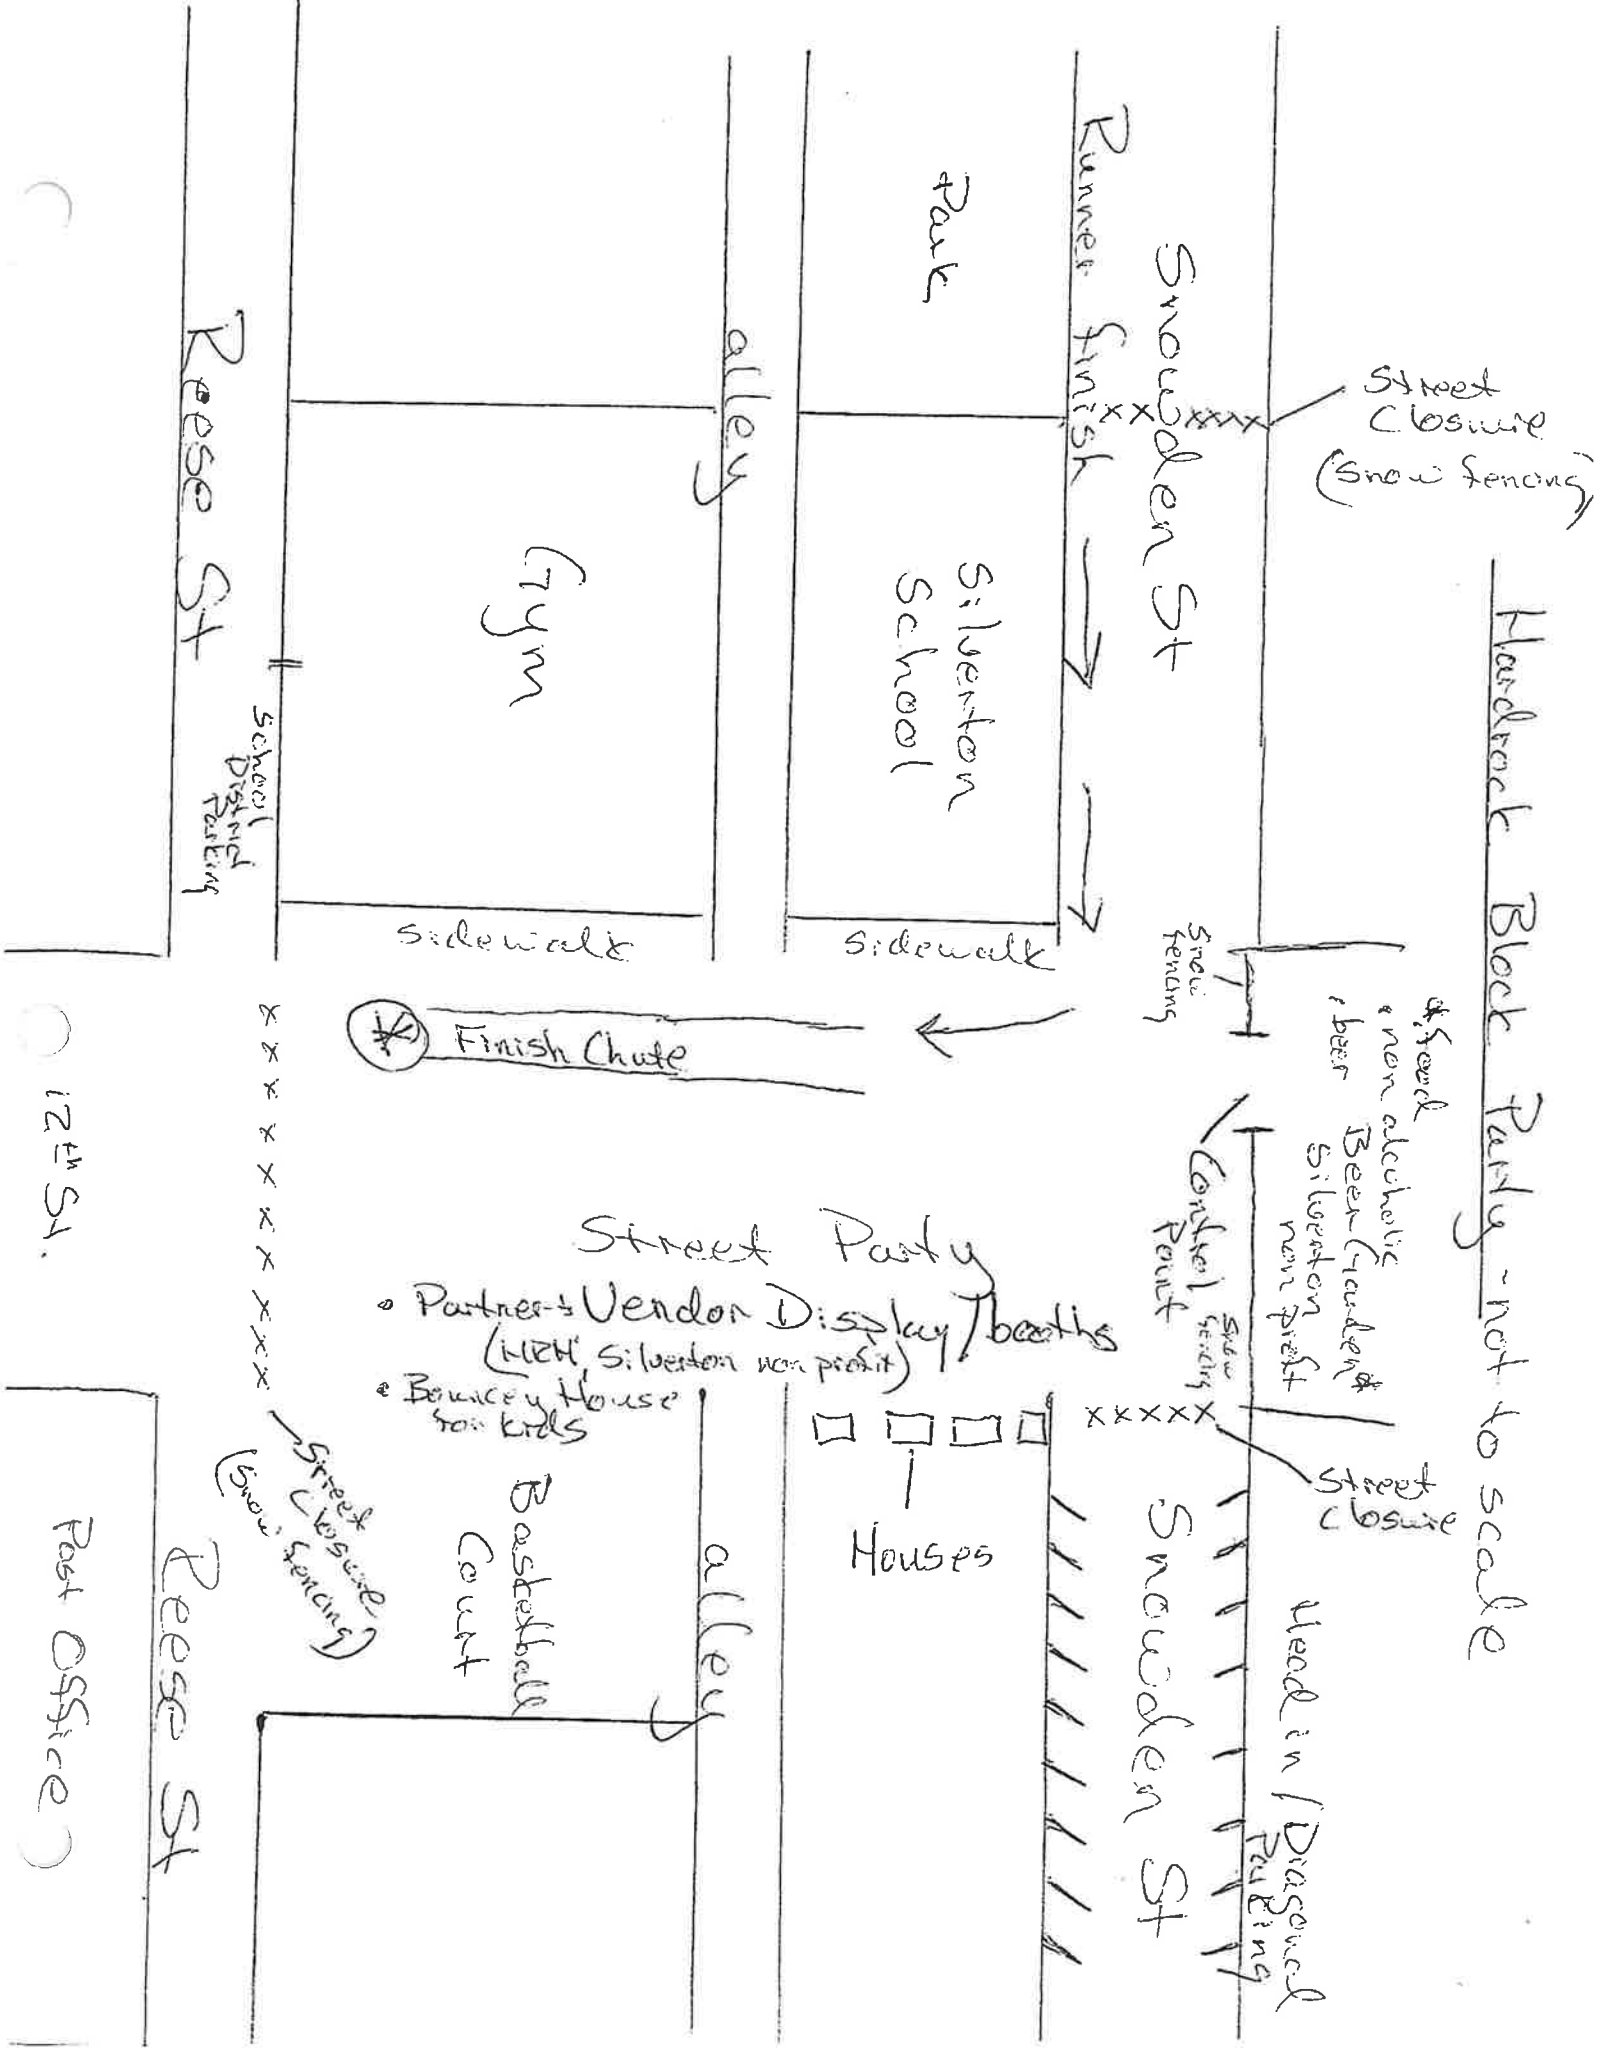 Hardrock Block Party - not to scale
Street
Closure
(snow fencing)
Snowden St
Runner finish
Park
alley
Reese St
Silverton
School
Gym
School
District
Parking
sidewalk
sidewalk
snow
fencing
Finish Chute
food
non alcoholic
beer
Beer Garden
Silverton
non profit
Control
Point
snow
fencing
12th St.
Street Party
Vendor Display/booths
(HRH, Silverton non profit)
Bouncey House
for kids
Houses
Street
Closure
Street
Closure
(snow fencing)
Basketball
Court
alley
Snowden St
Head in/Diagonal
Parking
Reese St
Post Office